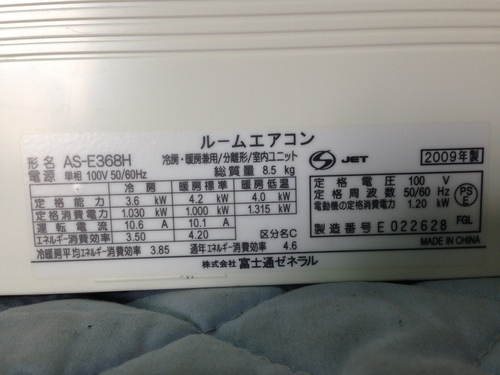 ルームエアコン
形名 AS-E368H 冷房・暖房兼用/分離形/室内ユニット
電源 単相 100V 50/60Hz 総質量 8.5 kg
JET 2009年製
冷房 暖房標準 暖房低温
定格能力 3.6 kW 4.2 kW 4.0 kW
定格消費電力 1.030 kW 1.000 kW 1.315 kW
運転電流 10.6 A 10.1 A
エネルギー消費効率 3.50 4.20 区分名C
冷暖房平均エネルギー消費効率 3.85 通年エネルギー消費効率 4.6
定格電圧 100 V
定格周波数 50/60 Hz
電動機の定格消費電力 1.20 kW
PSE
製造番号 E 022628 FGL
MADE IN CHINA
株式会社 富士通ゼネラル